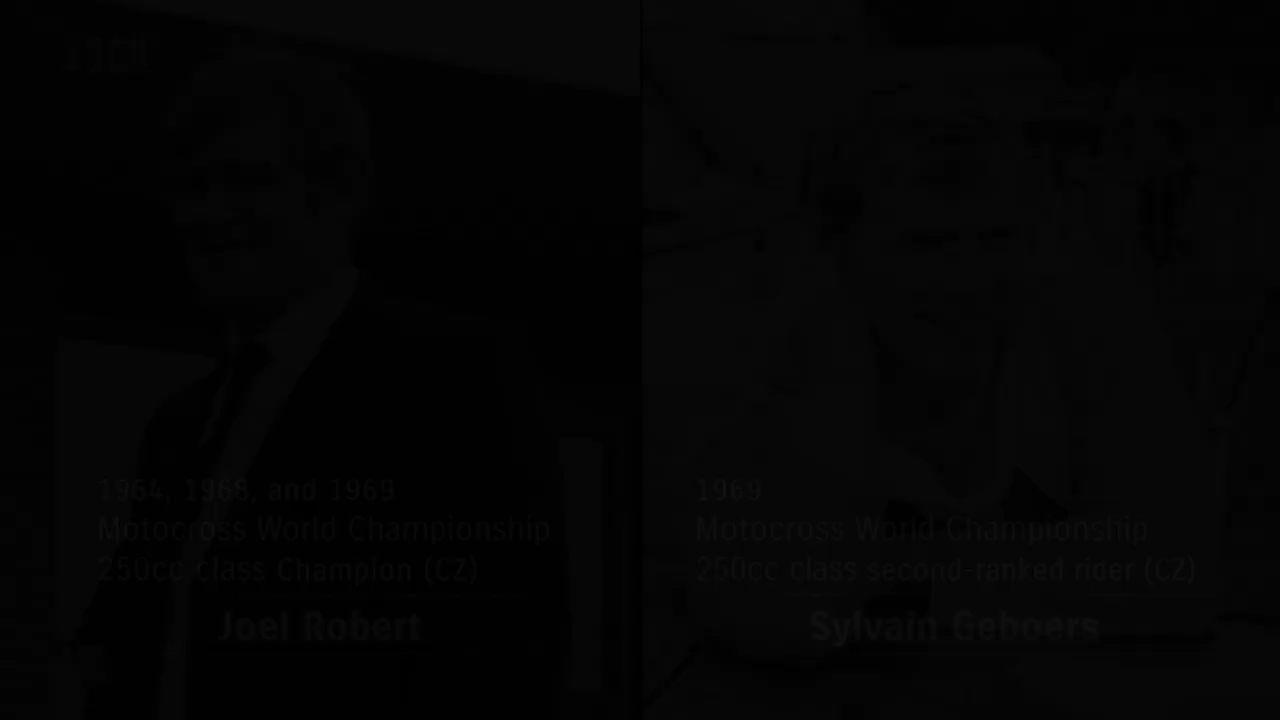 1964, 1968, and 1969
Motocross World Championship
250cc class Champion (CZ)
Joel Robert
1969
Motocross World Championship
250cc class second-ranked rider (CZ)
Sylvain Geboers